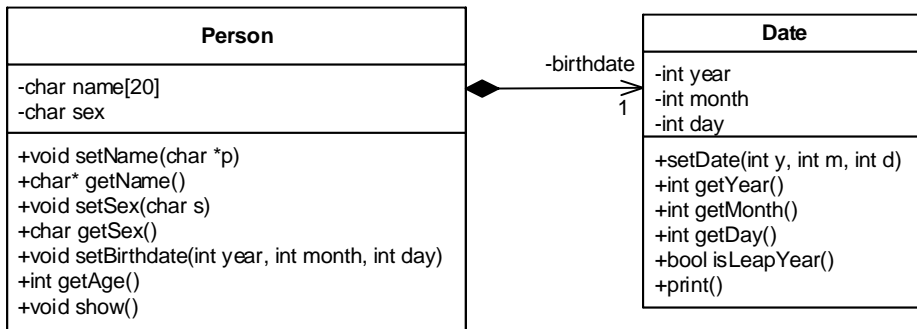 Person
-char name[20]
-char sex
+void setName(char *p)
+char* getName()
+void setSex(char s)
+char getSex()
+void setBirthdate(int year, int month, int day)
+int getAge()
+void show()
-birthdate
1
Date
-int year
-int month
-int day
+setDate(int y, int m, int d)
+int getYear()
+int getMonth()
+int getDay()
+bool isLeapYear()
+print()